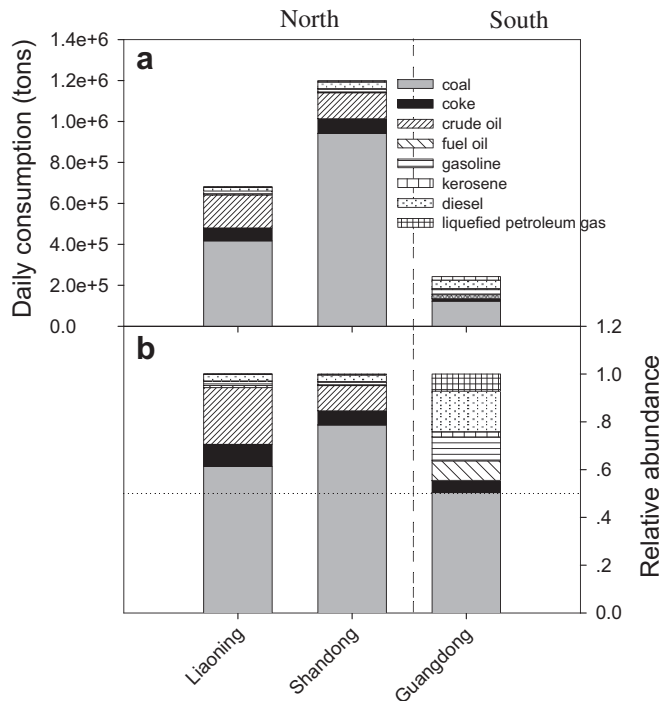 North South
a
1.4e+6
1.2e+6
1.0e+6
8.0e+5
6.0e+5
4.0e+5
2.0e+5
0.0
Daily consumption (tons)
coal
coke
crude oil
fuel oil
gasoline
kerosene
diesel
liquefied petroleum gas
b
1.2
1.0
.8
.6
.4
.2
0.0
Relative abundance
Liaoning
Shandong
Guangdong